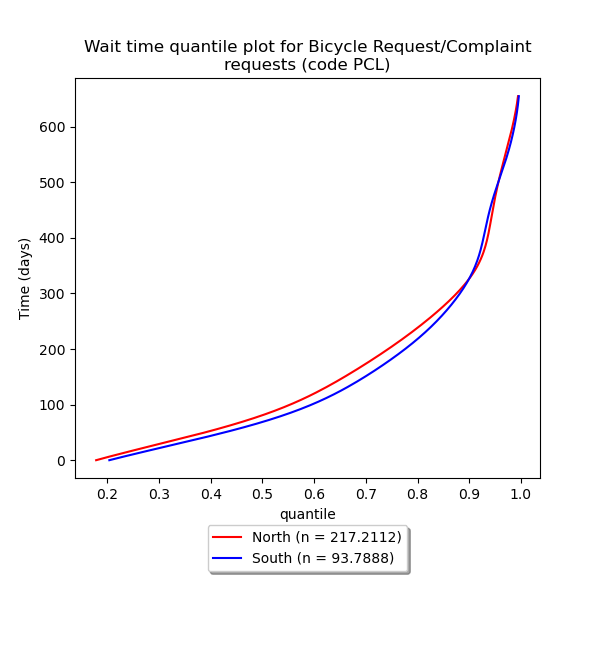 Wait time quantile plot for Bicycle Request/Complaint
requests (code PCL)
Time (days)
600
500
400
300
200
100
0
0.2 0.3 0.4 0.5 0.6 0.7 0.8 0.9 1.0
quantile
North (n = 217.2112)
South (n = 93.7888)